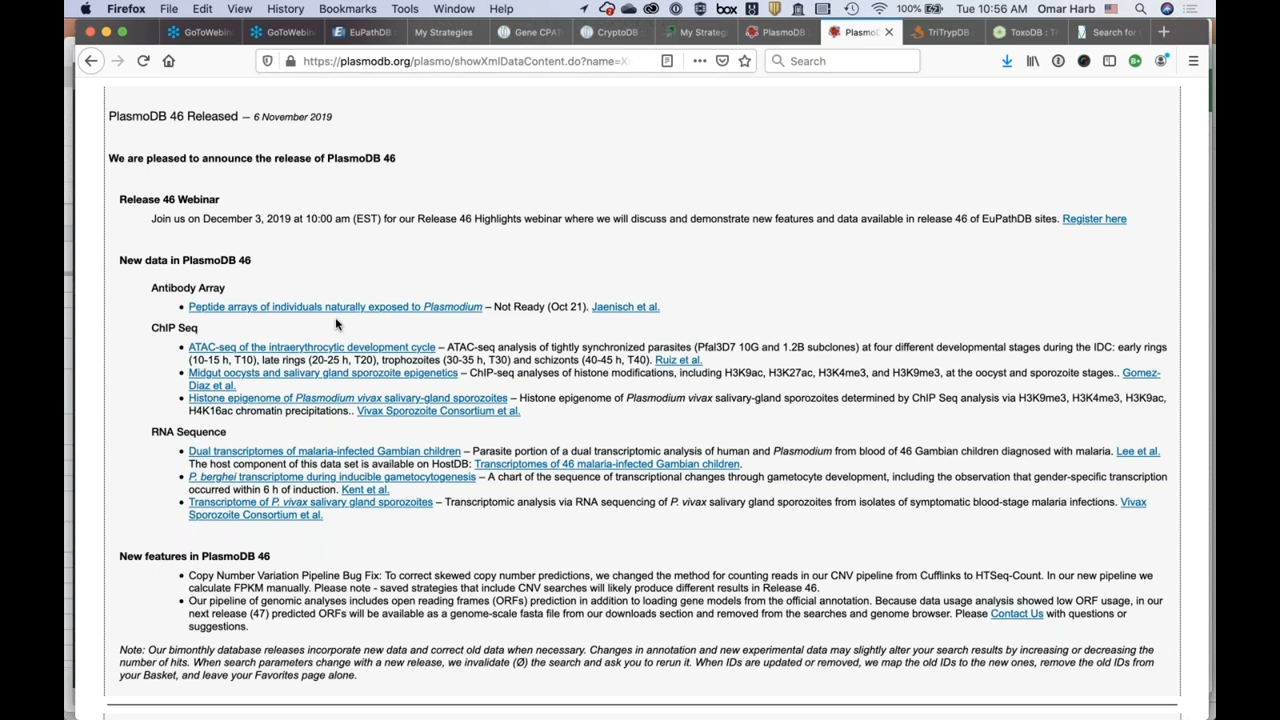 Firefox File Edit View History Bookmarks Tools Window Help box 100% Tue 10:56 AM Omar Harb
GoToWebin GoToWebin EuPathDB My Strategies Gene CPAT CryptoDB My Strateg PlasmoDB Plasmo TriTrypDB ToxoDB : T Search for
https://plasmodb.org/plasmo/showXmlDataContent.do?name=X Search
PlasmoDB 46 Released — 6 November 2019
We are pleased to announce the release of PlasmoDB 46
Release 46 Webinar
Join us on December 3, 2019 at 10:00 am (EST) for our Release 46 Highlights webinar where we will discuss and demonstrate new features and data available in release 46 of EuPathDB sites. Register here
New data in PlasmoDB 46
Antibody Array
• Peptide arrays of individuals naturally exposed to Plasmodium – Not Ready (Oct 21). Jaenisch et al.
ChIP Seq
• ATAC-seq of the intraerythrocytic development cycle – ATAC-seq analysis of tightly synchronized parasites (Pfal3D7 10G and 1.2B subclones) at four different developmental stages during the IDC: early rings
(10-15 h, T10), late rings (20-25 h, T20), trophozoites (30-35 h, T30) and schizonts (40-45 h, T40). Ruiz et al.
• Midgut oocysts and salivary gland sporozoite epigenetics – ChIP-seq analyses of histone modifications, including H3K9ac, H3K27ac, H3K4me3, and H3K9me3, at the oocyst and sporozoite stages.. Gomez-
Diaz et al.
• Histone epigenome of Plasmodium vivax salivary-gland sporozoites – Histone epigenome of Plasmodium vivax salivary-gland sporozoites determined by ChIP Seq analysis via H3K9me3, H3K4me3, H3K9ac,
H4K16ac chromatin precipitations.. Vivax Sporozoite Consortium et al.
RNA Sequence
• Dual transcriptomes of malaria-infected Gambian children – Parasite portion of a dual transcriptomic analysis of human and Plasmodium from blood of 46 Gambian children diagnosed with malaria. Lee et al.
The host component of this data set is available on HostDB: Transcriptomes of 46 malaria-infected Gambian children.
• P. berghei transcriptome during inducible gametocytogenesis – A chart of the sequence of transcriptional changes through gametocyte development, including the observation that gender-specific transcription
occurred within 6 h of induction. Kent et al.
• Transcriptome of P. vivax salivary gland sporozoites – Transcriptomic analysis via RNA sequencing of P. vivax salivary gland sporozoites from isolates of symptomatic blood-stage malaria infections. Vivax
Sporozoite Consortium et al.
New features in PlasmoDB 46
• Copy Number Variation Pipeline Bug Fix: To correct skewed copy number predictions, we changed the method for counting reads in our CNV pipeline from Cufflinks to HTSeq-Count. In our new pipeline we
calculate FPKM manually. Please note - saved strategies that include CNV searches will likely produce different results in Release 46.
• Our pipeline of genomic analyses includes open reading frames (ORFs) prediction in addition to loading gene models from the official annotation. Because data usage analysis showed low ORF usage, in our
next release (47) predicted ORFs will be available as a genome-scale fasta file from our downloads section and removed from the searches and genome browser. Please Contact Us with questions or
suggestions.
Note: Our bimonthly database releases incorporate new data and correct old data when necessary. Changes in annotation and new experimental data may slightly alter your search results by increasing or decreasing the
number of hits. When search parameters change with a new release, we invalidate (Ø) the search and ask you to rerun it. When IDs are updated or removed, we map the old IDs to the new ones, remove the old IDs from
your Basket, and leave your Favorites page alone.